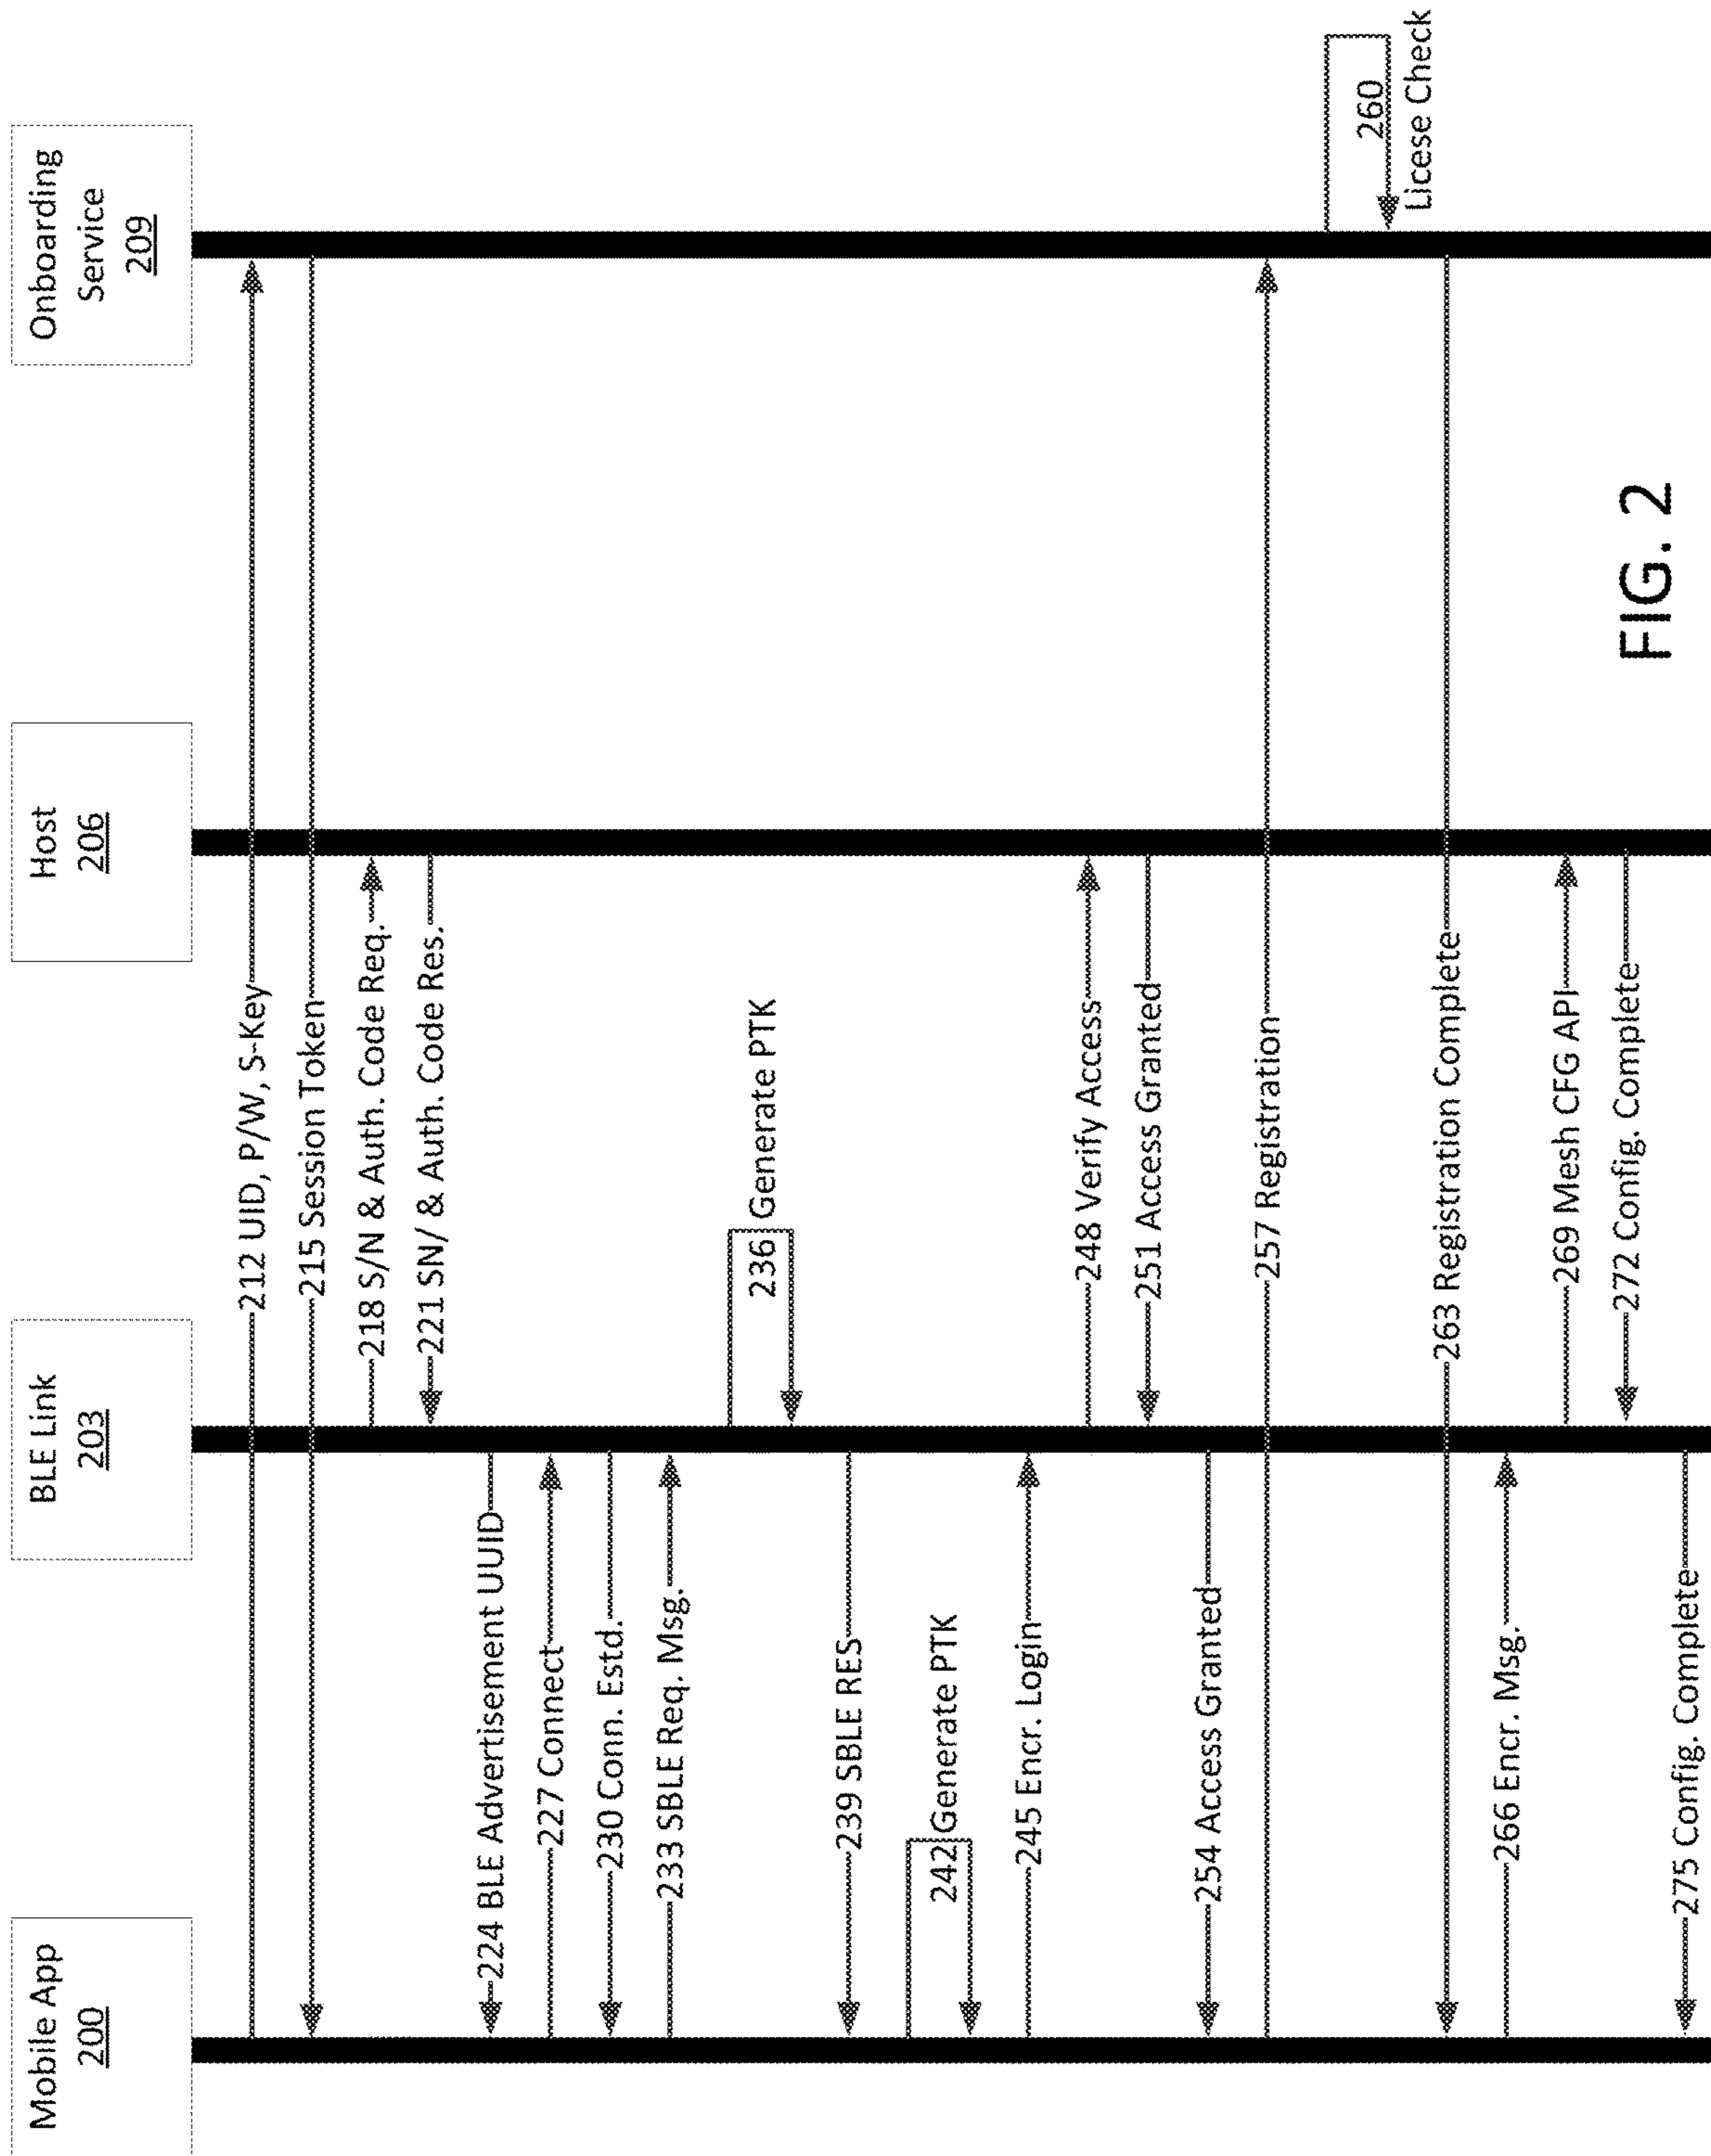 Mobile App
200
BLE Link
203
Host
206
Onboarding
Service
209
212 UID, P/W, S-Key
215 Session Token
218 S/N & Auth. Code Req.
221 SN/ & Auth. Code Res.
224 BLE Advertisement UUID
227 Connect
230 Conn. Estd.
233 SBLE Req. Msg.
236 Generate PTK
239 SBLE RES
242 Generate PTK
245 Encr. Login
248 Verify Access
251 Access Granted
254 Access Granted
257 Registration
260
Licese Check
263 Registration Complete
266 Encr. Msg.
269 Mesh CFG API
272 Config. Complete
275 Config. Complete
FIG. 2